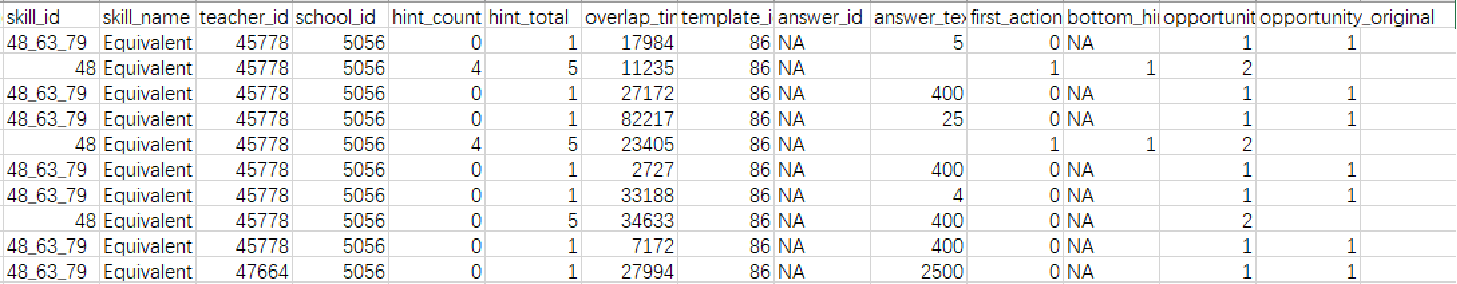 skill_id skill_name teacher_id school_id hint_count hint_total overlap_tir template_i answer_id answer_tex first_action bottom_hi opportunit opportunity_original
48_63_79 Equivalent 45778 5056 0 1 17984 86 NA 5 0 NA 1 1
48 Equivalent 45778 5056 4 5 11235 86 NA 1 1 2
48_63_79 Equivalent 45778 5056 0 1 27172 86 NA 400 0 NA 1 1
48_63_79 Equivalent 45778 5056 0 1 82217 86 NA 25 0 NA 1 1
48 Equivalent 45778 5056 4 5 23405 86 NA 1 1 2
48_63_79 Equivalent 45778 5056 0 1 2727 86 NA 400 0 NA 1 1
48_63_79 Equivalent 45778 5056 0 1 33188 86 NA 4 0 NA 1 1
48 Equivalent 45778 5056 0 5 34633 86 NA 400 0 NA 2
48_63_79 Equivalent 45778 5056 0 1 7172 86 NA 400 0 NA 1 1
48_63_79 Equivalent 47664 5056 0 1 27994 86 NA 2500 0 NA 1 1